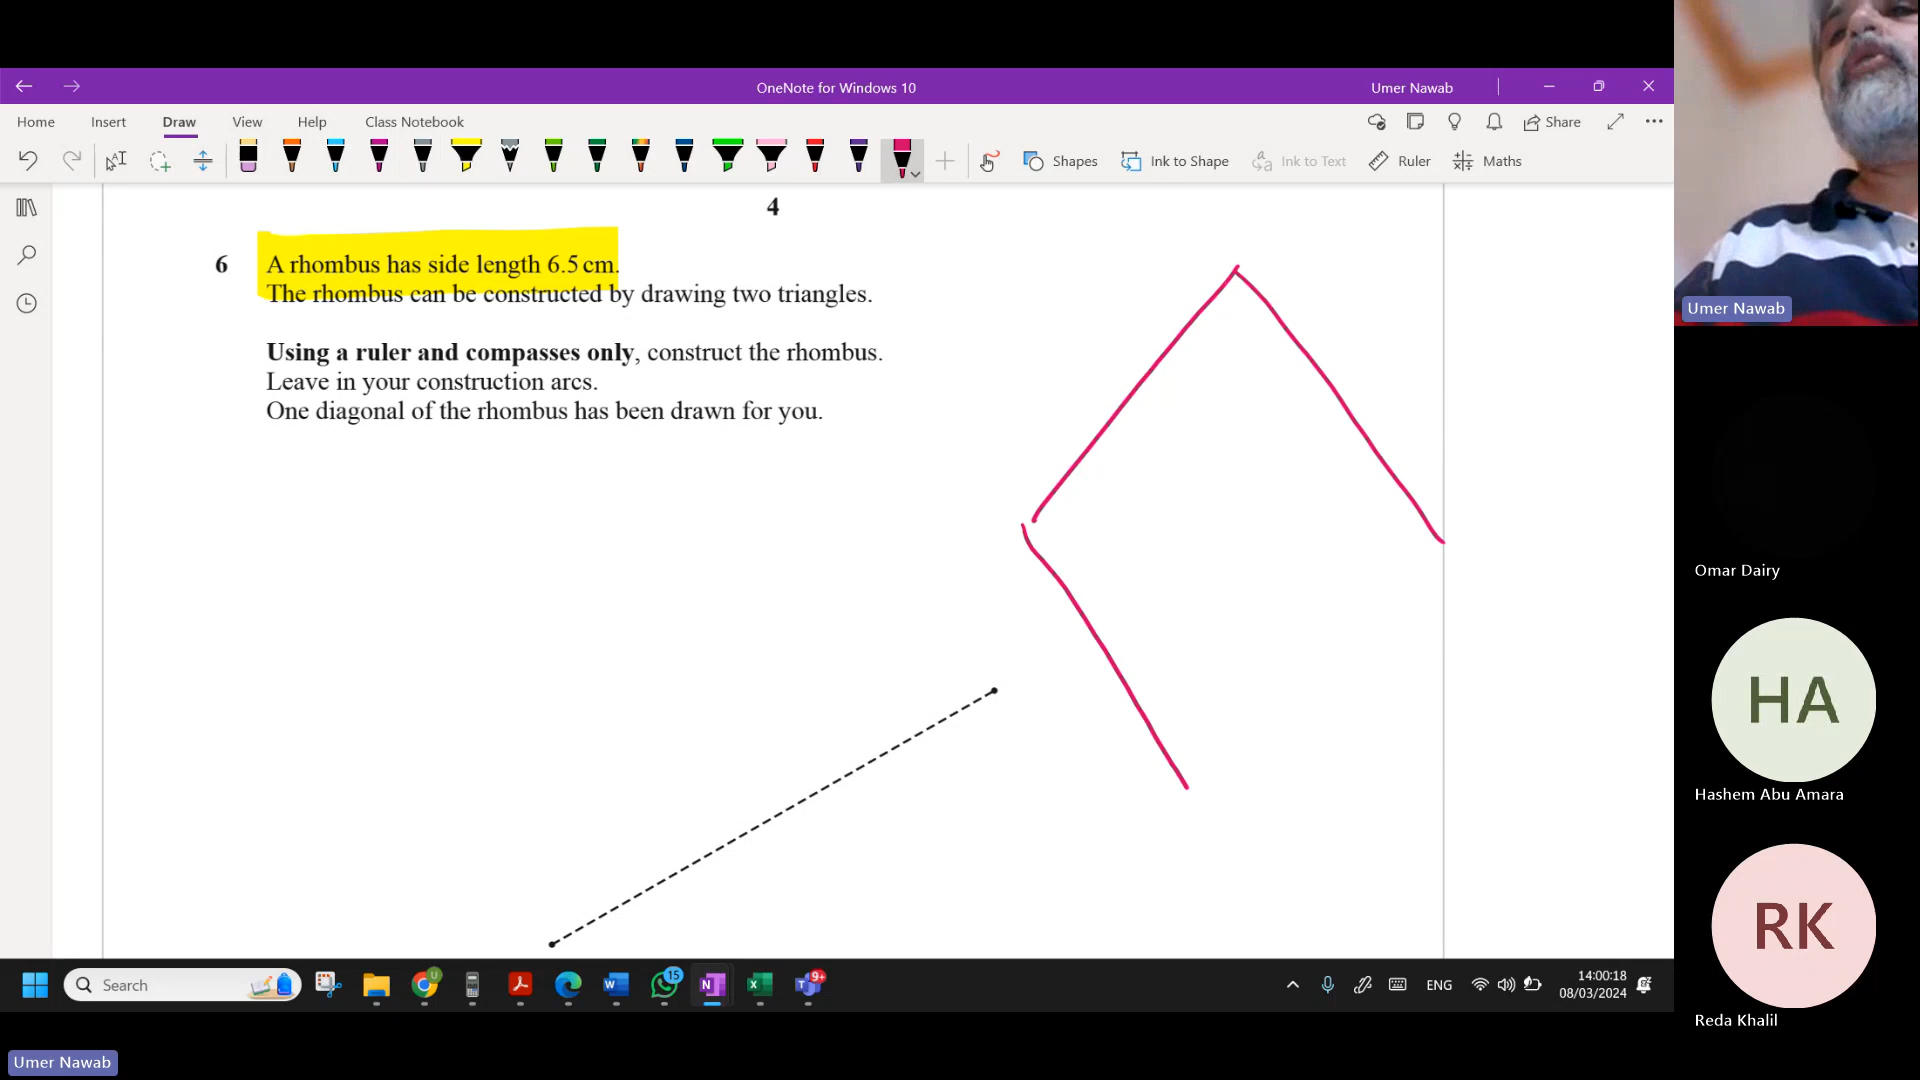 OneNote for Windows 10
Umer Nawab
Home
Insert
Draw
View
Help
Class Notebook
Share
Shapes
Ink to Shape
Ink to Text
Ruler
Maths
4
6 A rhombus has side length 6.5 cm.
The rhombus can be constructed by drawing two triangles.
Using a ruler and compasses only, construct the rhombus.
Leave in your construction arcs.
One diagonal of the rhombus has been drawn for you.
Umer Nawab
Omar Dairy
HA
Hashem Abu Amara
RK
Reda Khalil
Search
U
15
9+
ENG
14:00:18
08/03/2024
Umer Nawab